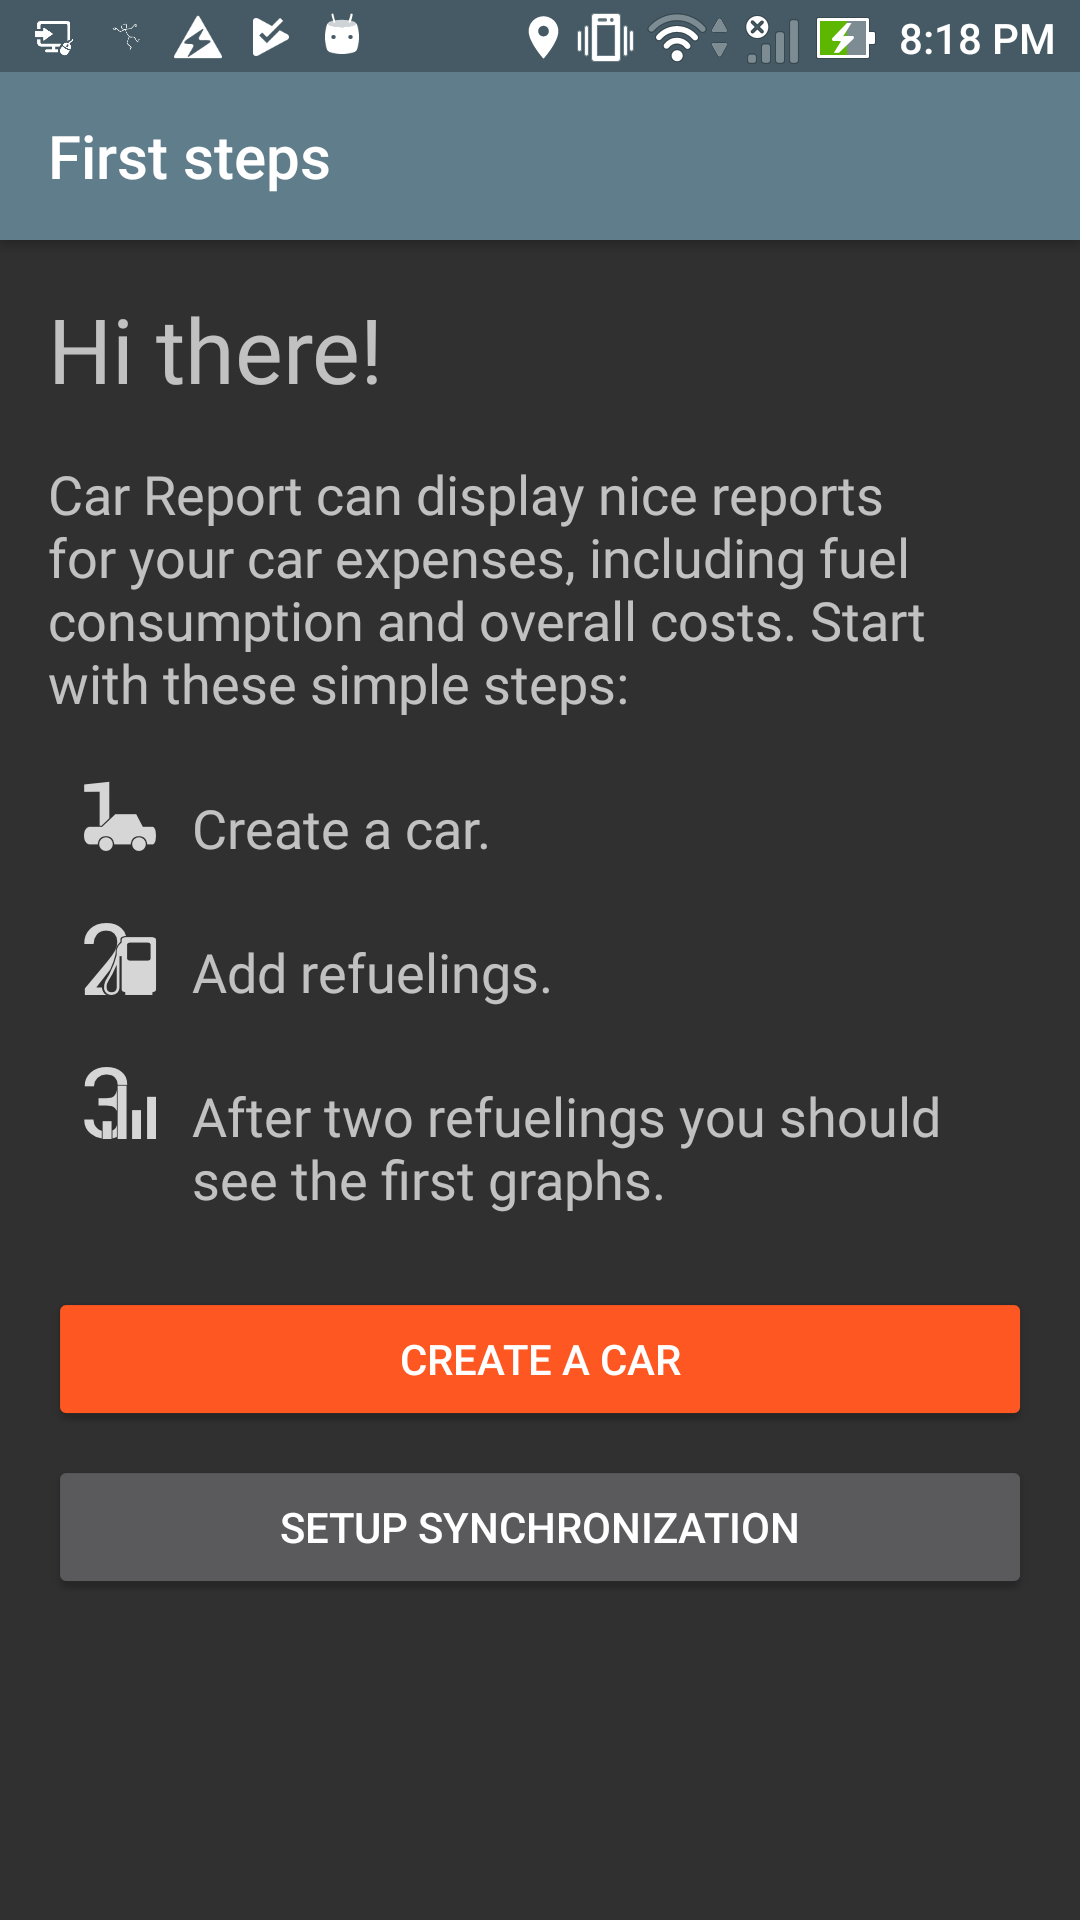 8:18 PM
First steps
Hi there!
Car Report can display nice reports
for your car expenses, including fuel
consumption and overall costs. Start
with these simple steps:
1 Create a car.
2 Add refuelings.
3 After two refuelings you should
see the first graphs.
CREATE A CAR
SETUP SYNCHRONIZATION